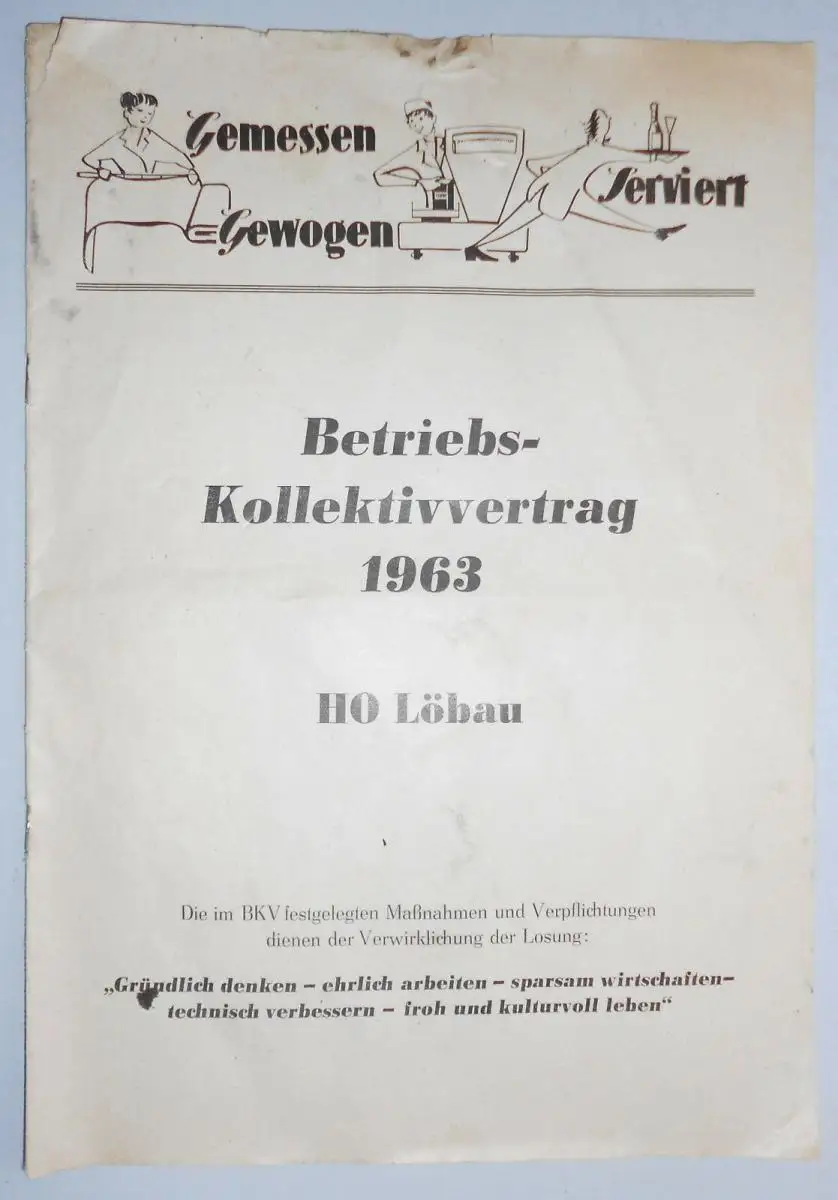 Gemessen
Gewogen
Serviert
Betriebs-
Kollektivvertrag
1963
HO Löbau
Die im BKV festgelegten Maßnahmen und Verpflichtungen
dienen der Verwirklichung der Losung:
„Gründlich denken – ehrlich arbeiten – sparsam wirtschaften–
technisch verbessern – froh und kulturvoll leben“